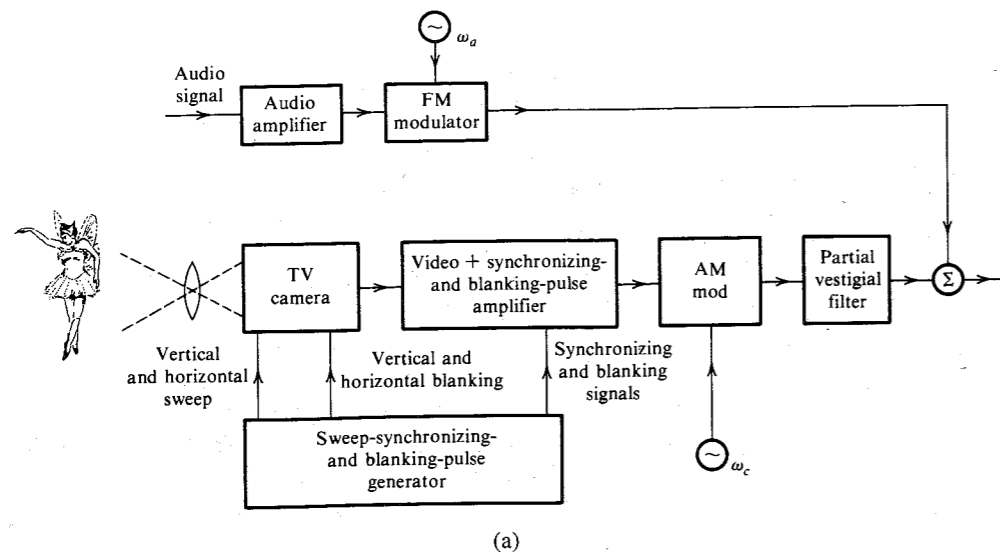 ω_a
Audio
signal
Audio
amplifier
FM
modulator
TV
camera
Video + synchronizing-
and blanking-pulse
amplifier
AM
mod
Partial
vestigial
filter
Σ
Vertical
and horizontal
sweep
Vertical and
horizontal blanking
Synchronizing
and blanking
signals
Sweep-synchronizing-
and blanking-pulse
generator
ω_c
(a)